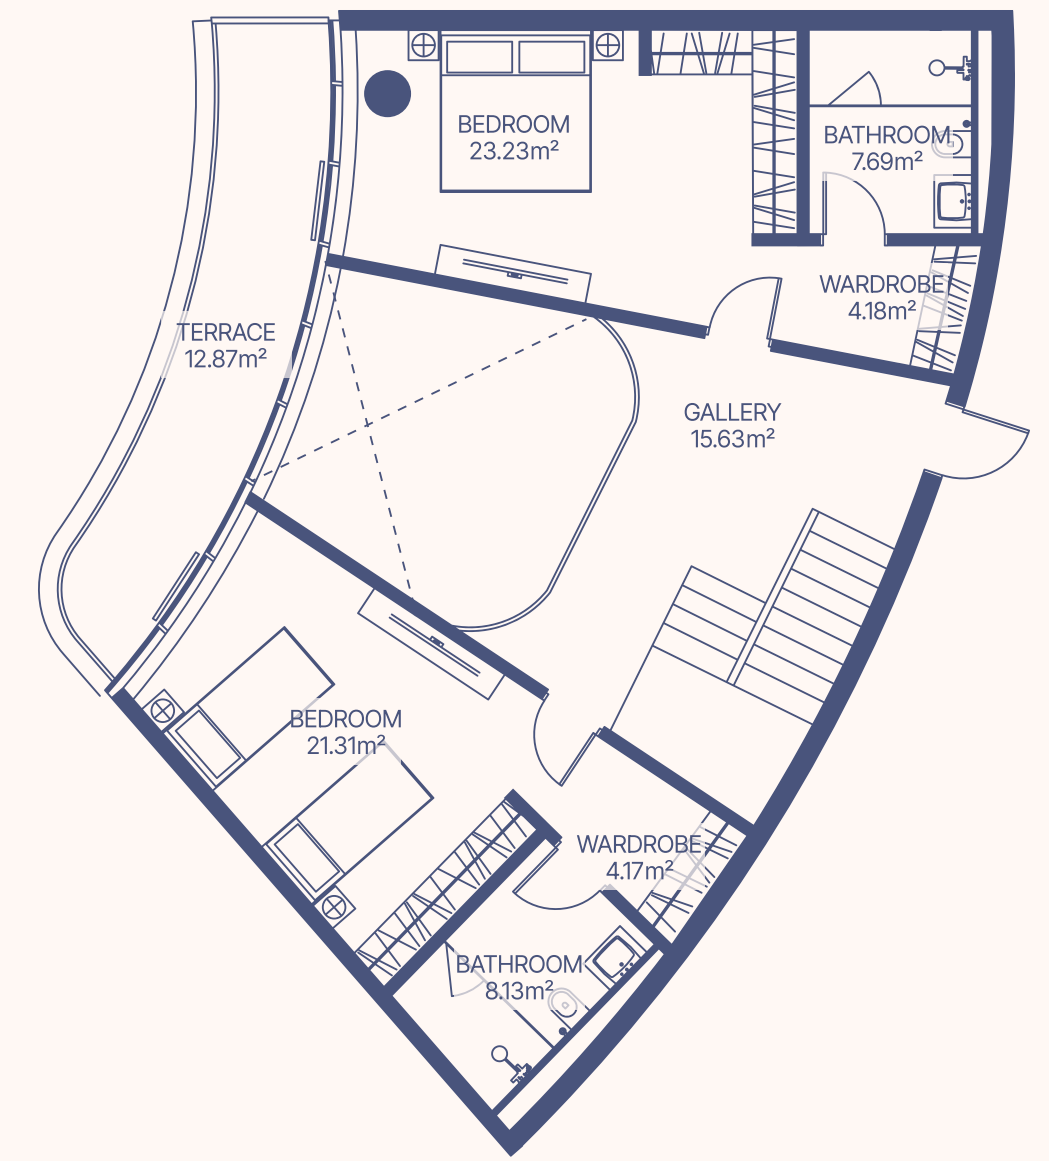 BEDROOM
23.23m²
BATHROOM
7.69m²
WARDROBE
4.18m²
TERRACE
12.87m²
GALLERY
15.63m²
BEDROOM
21.31m²
WARDROBE
4.17m²
BATHROOM
8.13m²